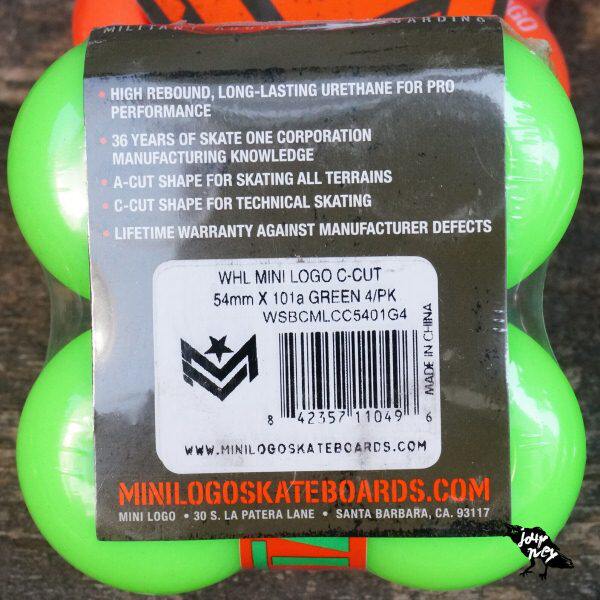 • HIGH REBOUND, LONG-LASTING URETHANE FOR PRO
PERFORMANCE
• 36 YEARS OF SKATE ONE CORPORATION
MANUFACTURING KNOWLEDGE
• A-CUT SHAPE FOR SKATING ALL TERRAINS
• C-CUT SHAPE FOR TECHNICAL SKATING
• LIFETIME WARRANTY AGAINST MANUFACTURER DEFECTS
WHL MINI LOGO C-CUT
54mm X 101a GREEN 4/PK
WSBCMLCC5401G4
MADE IN CHINA
8 42357 11049 6
WWW.MINILOGOSKATEBOARDS.COM
MINILOGOSKATEBOARDS.COM
MINI LOGO • 30 S. LA PATERA LANE • SANTA BARBARA, CA. 93117
Jour
ney